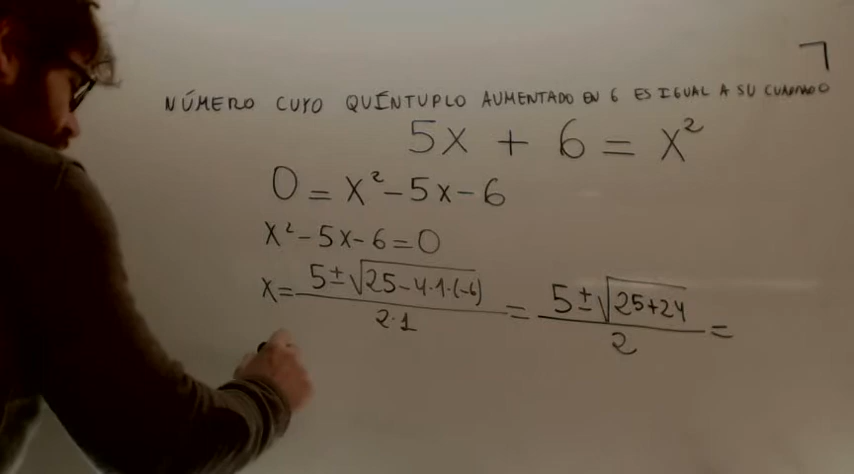 NÚMERO CUYO QUÍNTUPLO AUMENTADO EN 6 ES IGUAL A SU CUADRADO
5x + 6 = x²
0 = x² - 5x - 6
x² - 5x - 6 = 0
x = (5 ± √(25 - 4·1·(-6))) / (2·1) = (5 ± √(25 + 24)) / 2 =